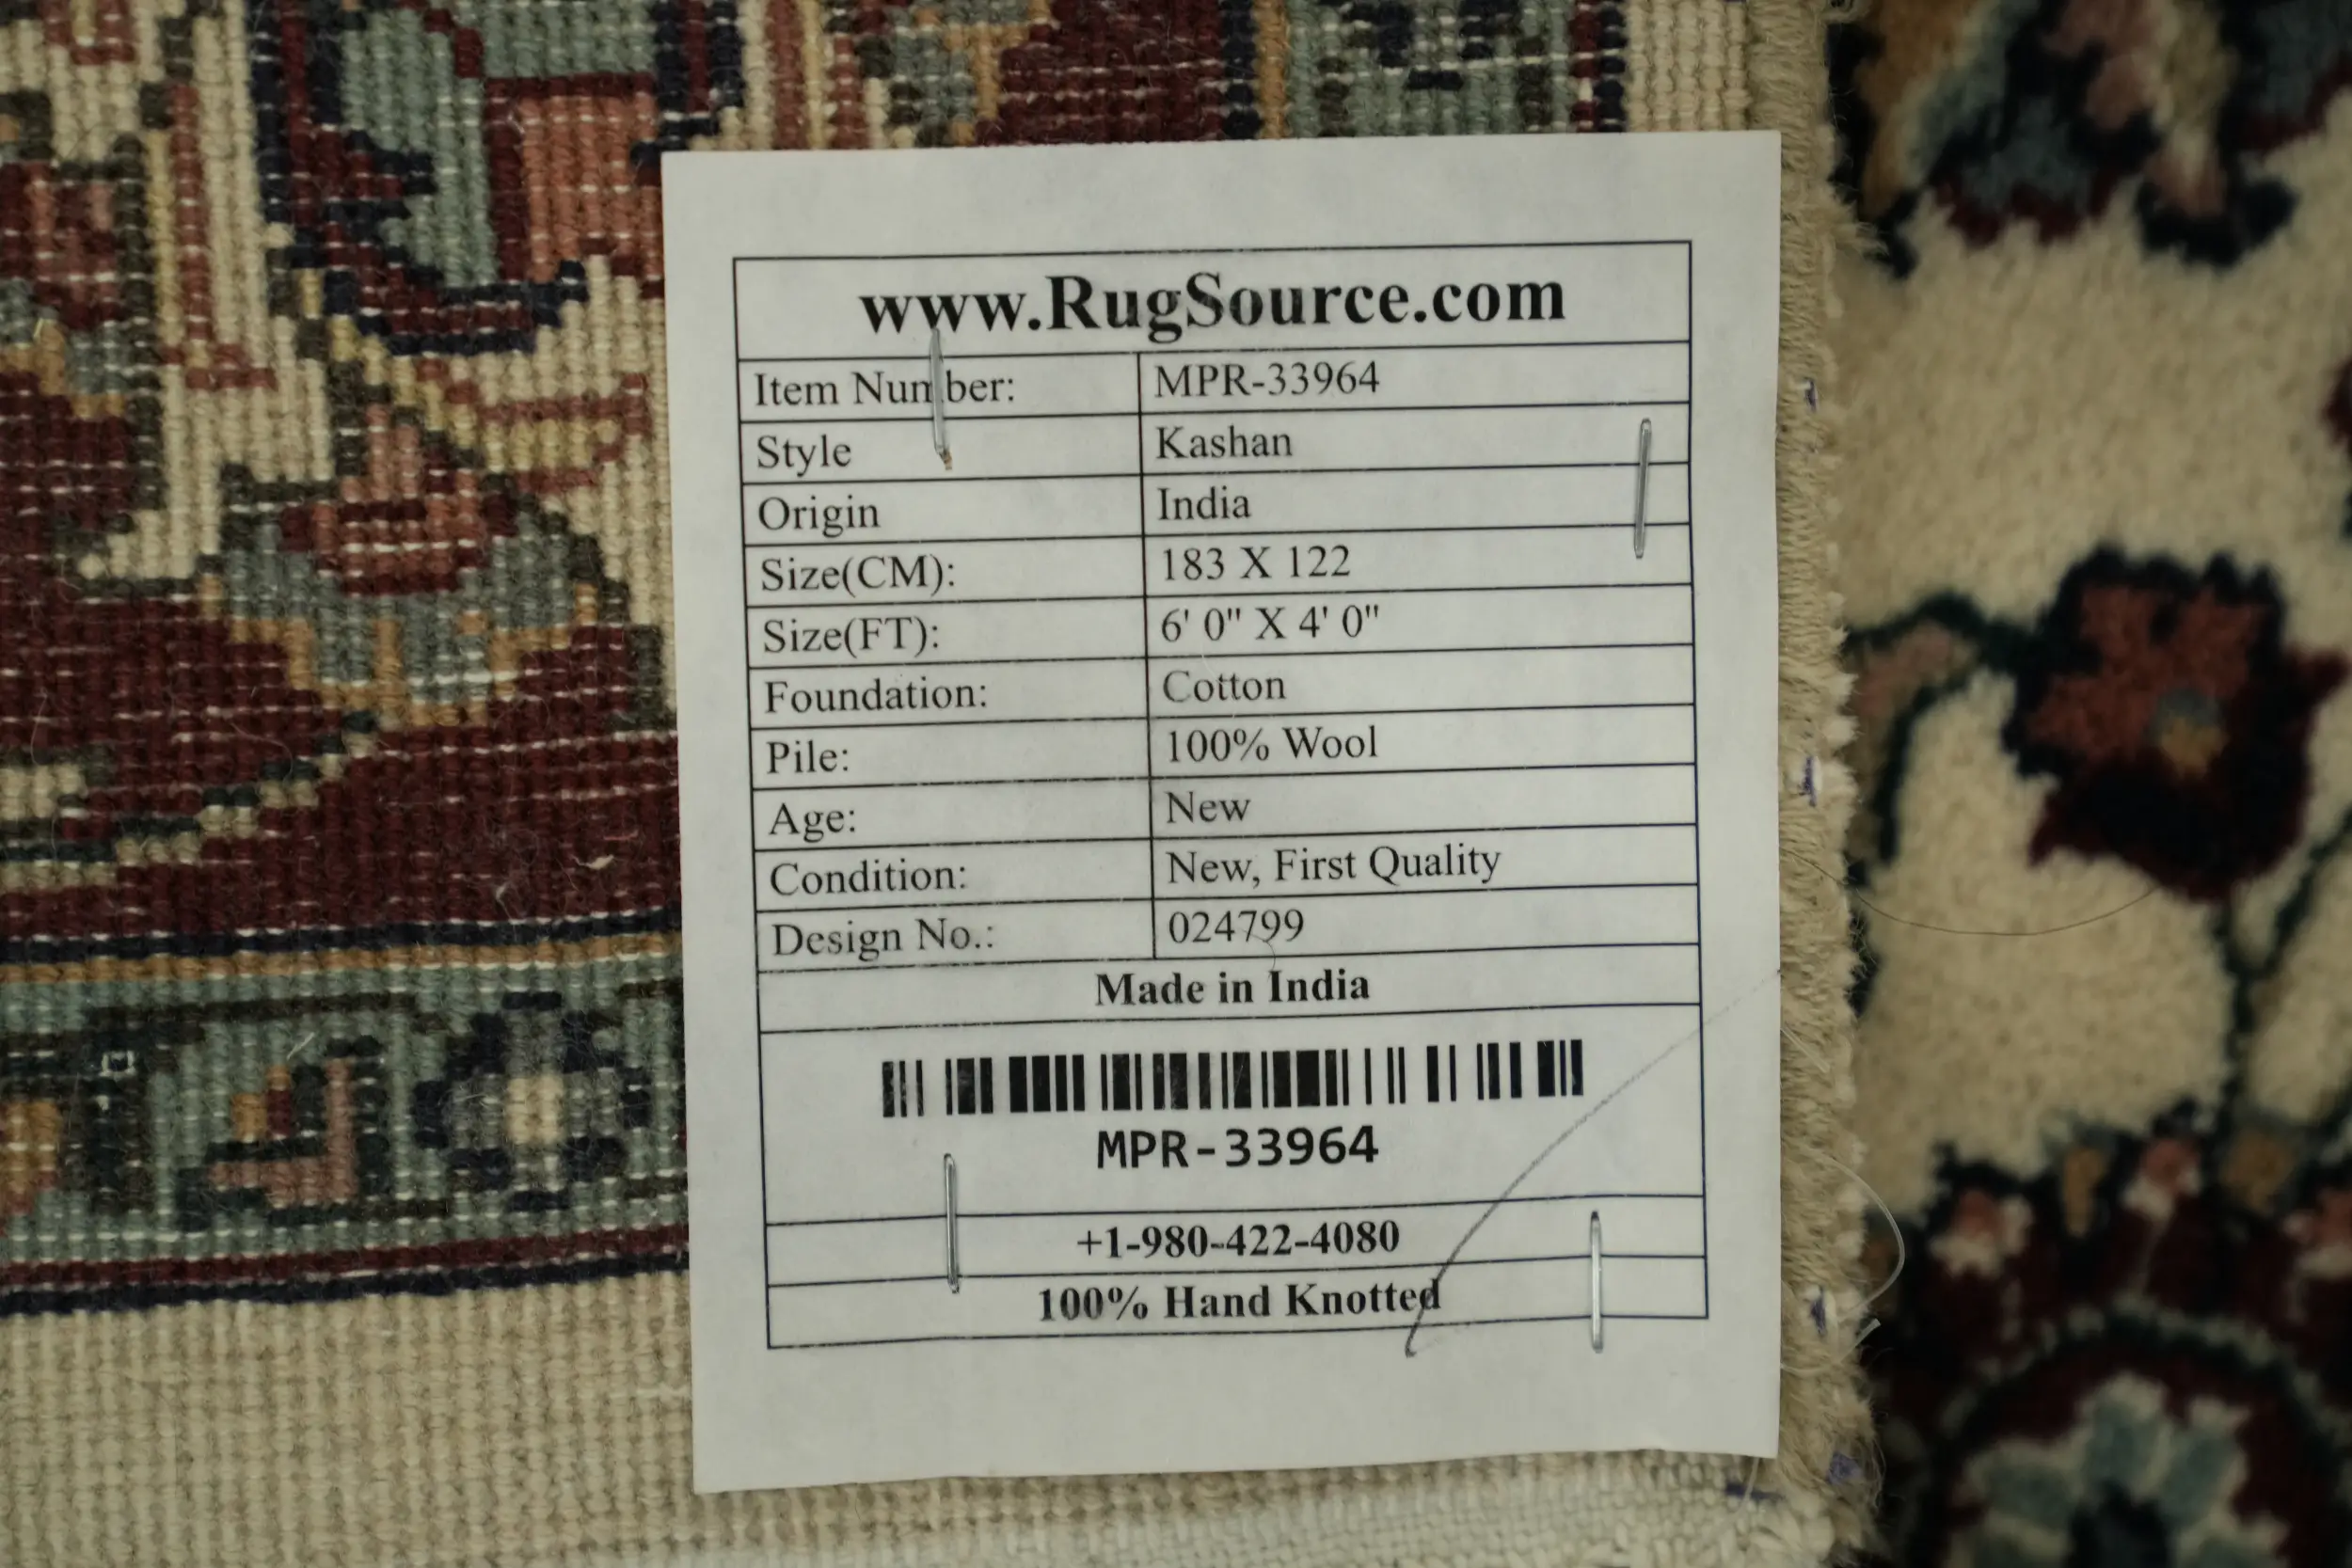 www.RugSource.com
Item Number: MPR-33964
Style Kashan
Origin India
Size(CM): 183 X 122
Size(FT): 6' 0" X 4' 0"
Foundation: Cotton
Pile: 100% Wool
Age: New
Condition: New, First Quality
Design No.: 024799
Made in India
MPR-33964
+1-980-422-4080
100% Hand Knotted